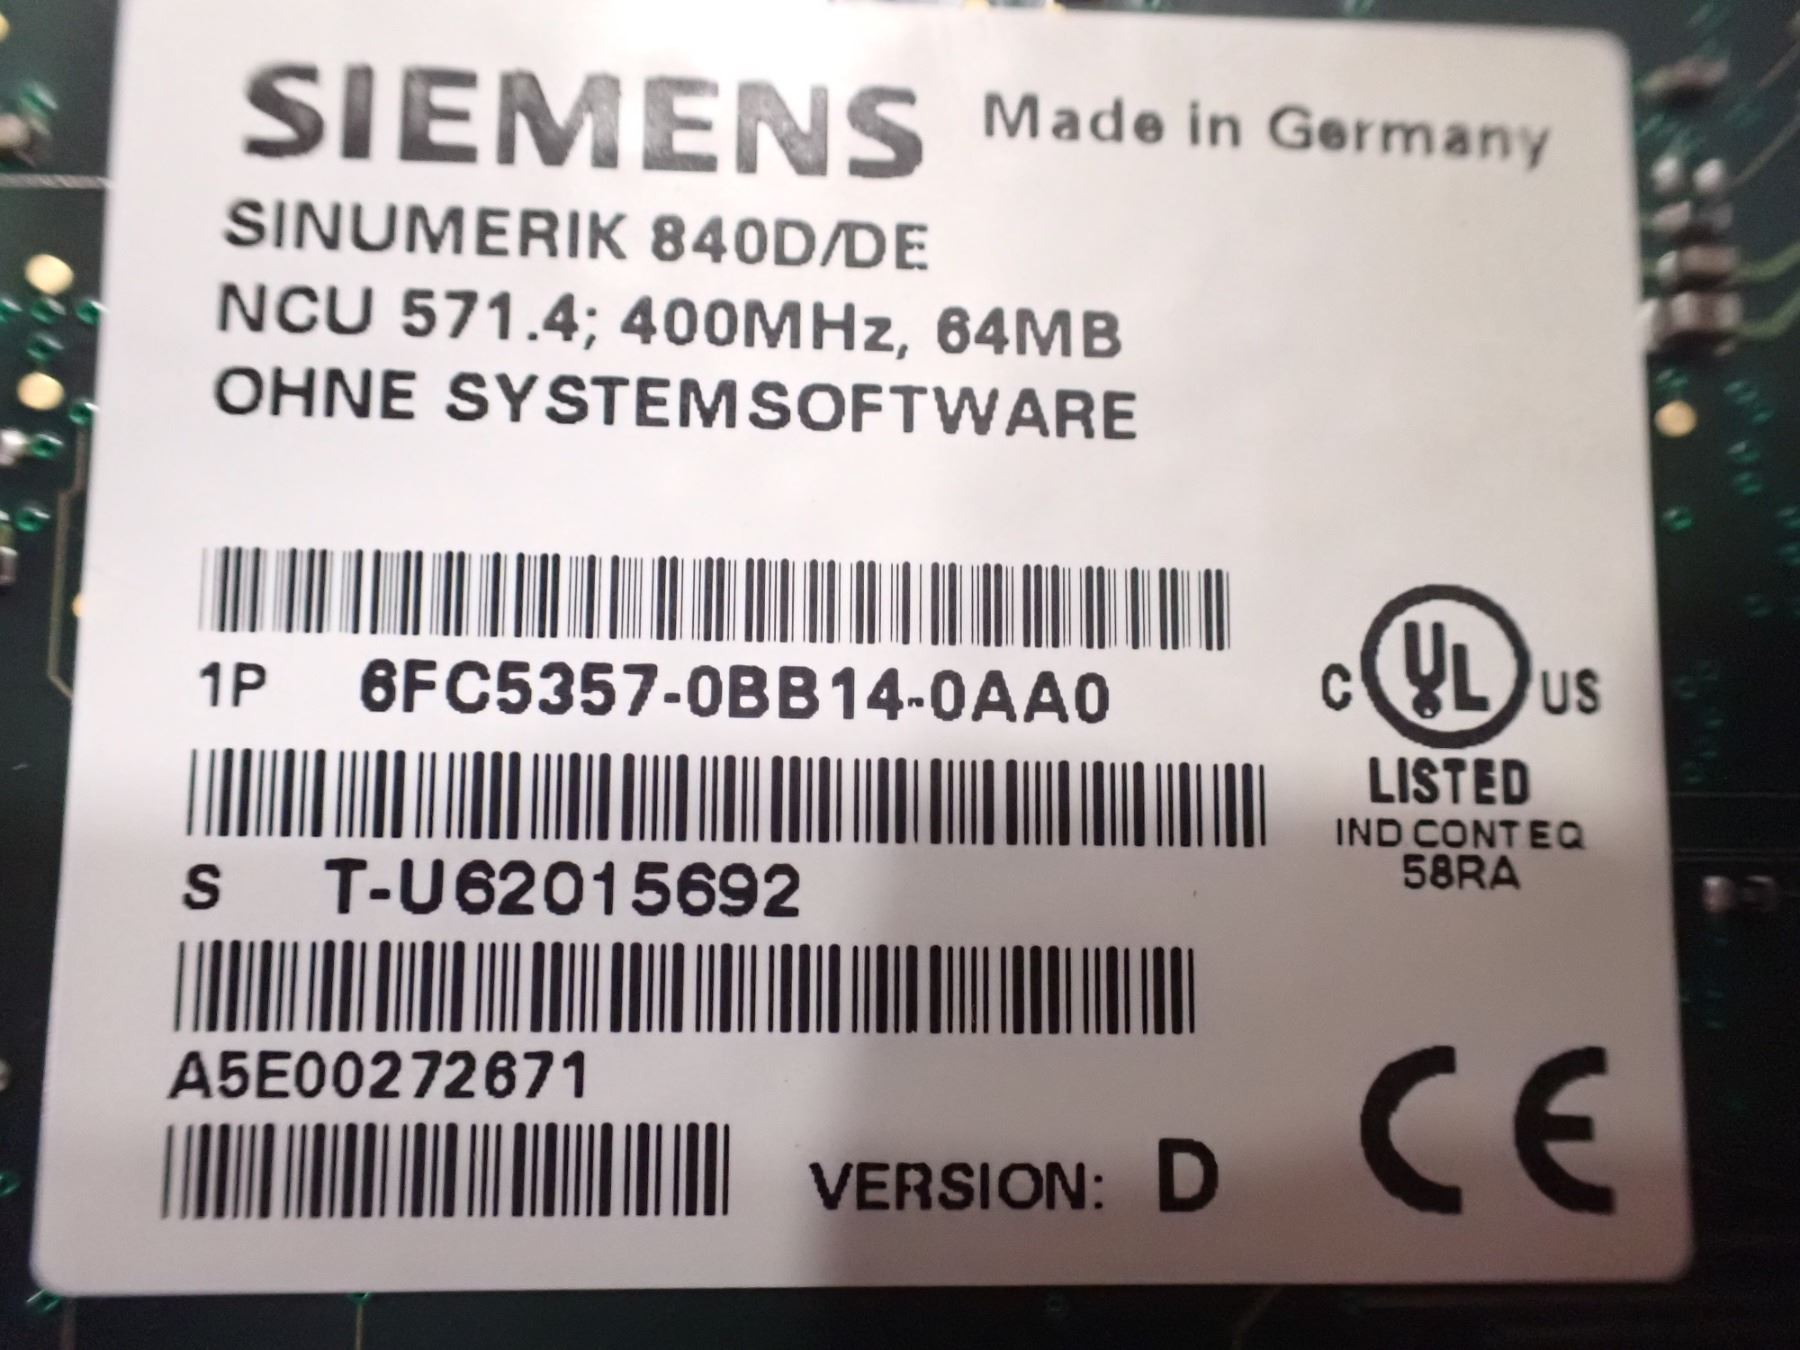 SIEMENS Made in Germany
SINUMERIK 840D/DE
NCU 571.4; 400MHz, 64MB
OHNE SYSTEMSOFTWARE
1P 6FC5357-0BB14-0AA0
C UL US
LISTED
IND CONT EQ
58RA
S T-U62015692
A5E00272671
VERSION: D
CE